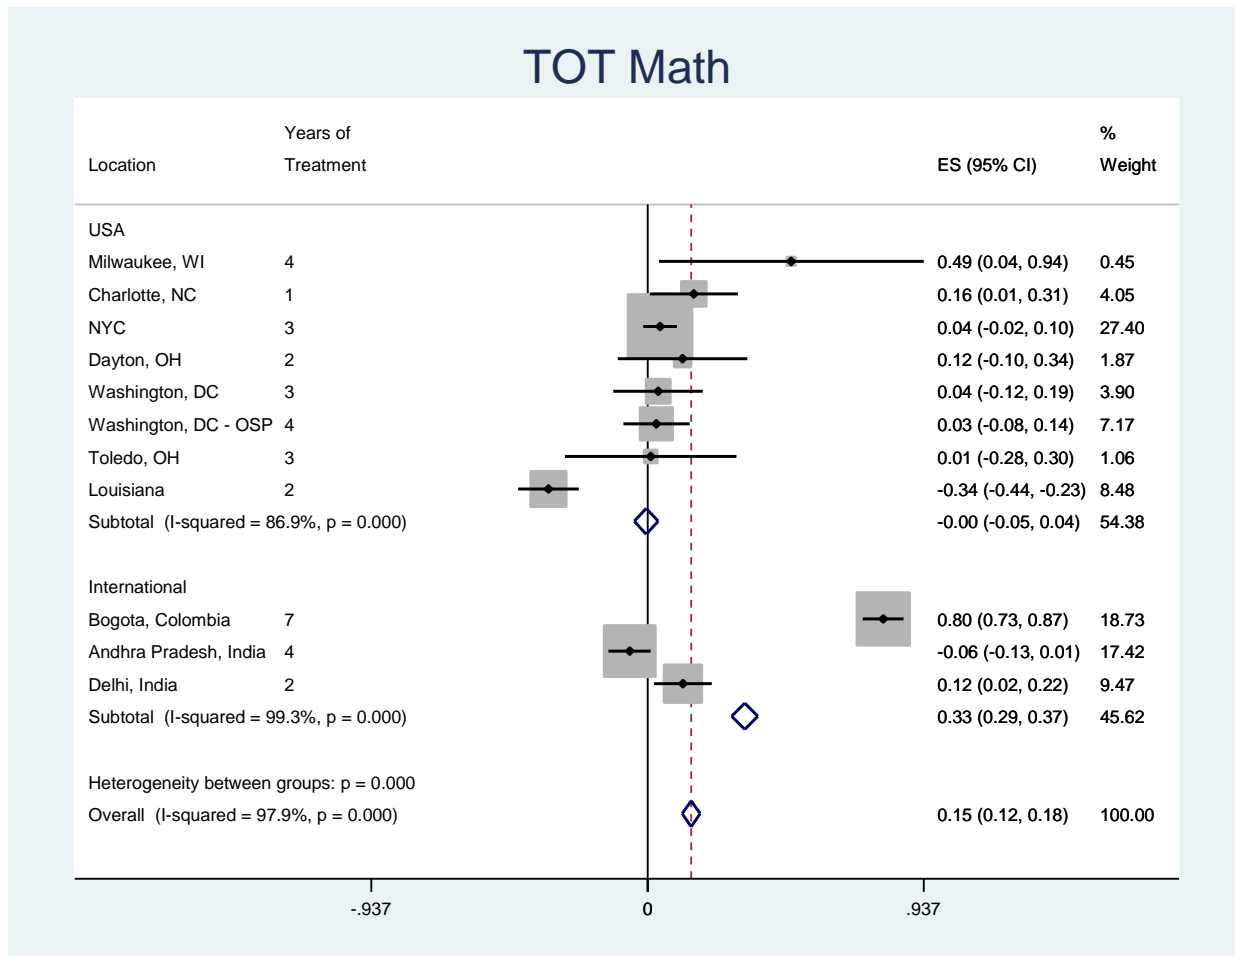 TOT Math
Years of %
Location Treatment ES (95% CI) Weight
USA
Milwaukee, WI 4 0.49 (0.04, 0.94) 0.45
Charlotte, NC 1 0.16 (0.01, 0.31) 4.05
NYC 3 0.04 (-0.02, 0.10) 27.40
Dayton, OH 2 0.12 (-0.10, 0.34) 1.87
Washington, DC 3 0.04 (-0.12, 0.19) 3.90
Washington, DC - OSP 4 0.03 (-0.08, 0.14) 7.17
Toledo, OH 3 0.01 (-0.28, 0.30) 1.06
Louisiana 2 -0.34 (-0.44, -0.23) 8.48
Subtotal (I-squared = 86.9%, p = 0.000) -0.00 (-0.05, 0.04) 54.38
International
Bogota, Colombia 7 0.80 (0.73, 0.87) 18.73
Andhra Pradesh, India 4 -0.06 (-0.13, 0.01) 17.42
Delhi, India 2 0.12 (0.02, 0.22) 9.47
Subtotal (I-squared = 99.3%, p = 0.000) 0.33 (0.29, 0.37) 45.62
Heterogeneity between groups: p = 0.000
Overall (I-squared = 97.9%, p = 0.000) 0.15 (0.12, 0.18) 100.00
-.937 0 .937